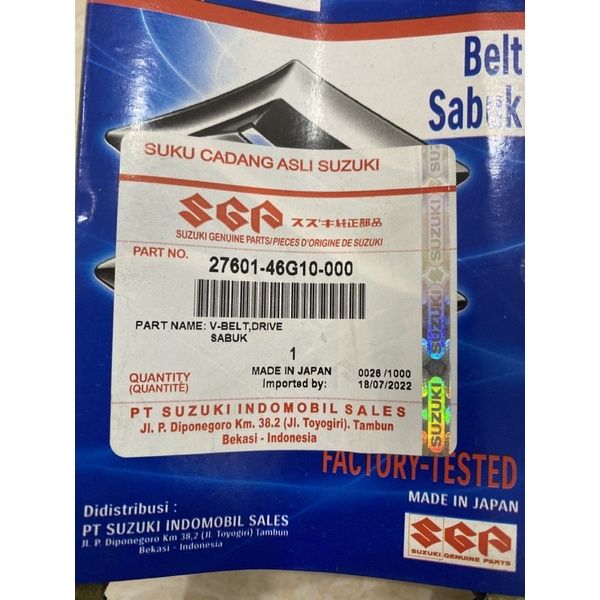 Belt
Sabuk
SUKU CADANG ASLI SUZUKI
SGP スズキ純正部品
SUZUKI GENUINE PARTS/PIECES D'ORIGINE DE SUZUKI
PART NO. 27601-46G10-000
PART NAME: V-BELT,DRIVE
SABUK
1
QUANTITY
(QUANTITÉ)
MADE IN JAPAN 0026 /1000
Imported by: 18/07/2022
PT SUZUKI INDOMOBIL SALES
Jl. P. Diponegoro Km. 38.2 (Jl. Toyogiri). Tambun
Bekasi - Indonesia
SUZUKI
SUZUKI
SUZUKI
SUZUKI
FACTORY-TESTED
MADE IN JAPAN
Didistribusi :
PT SUZUKI INDOMOBIL SALES
JL. P. Diponegoro Km 38,2 (Jl. Toyogiri) Tambun
Bekasi - Indonesia
SGP
SUZUKI GENUINE PARTS